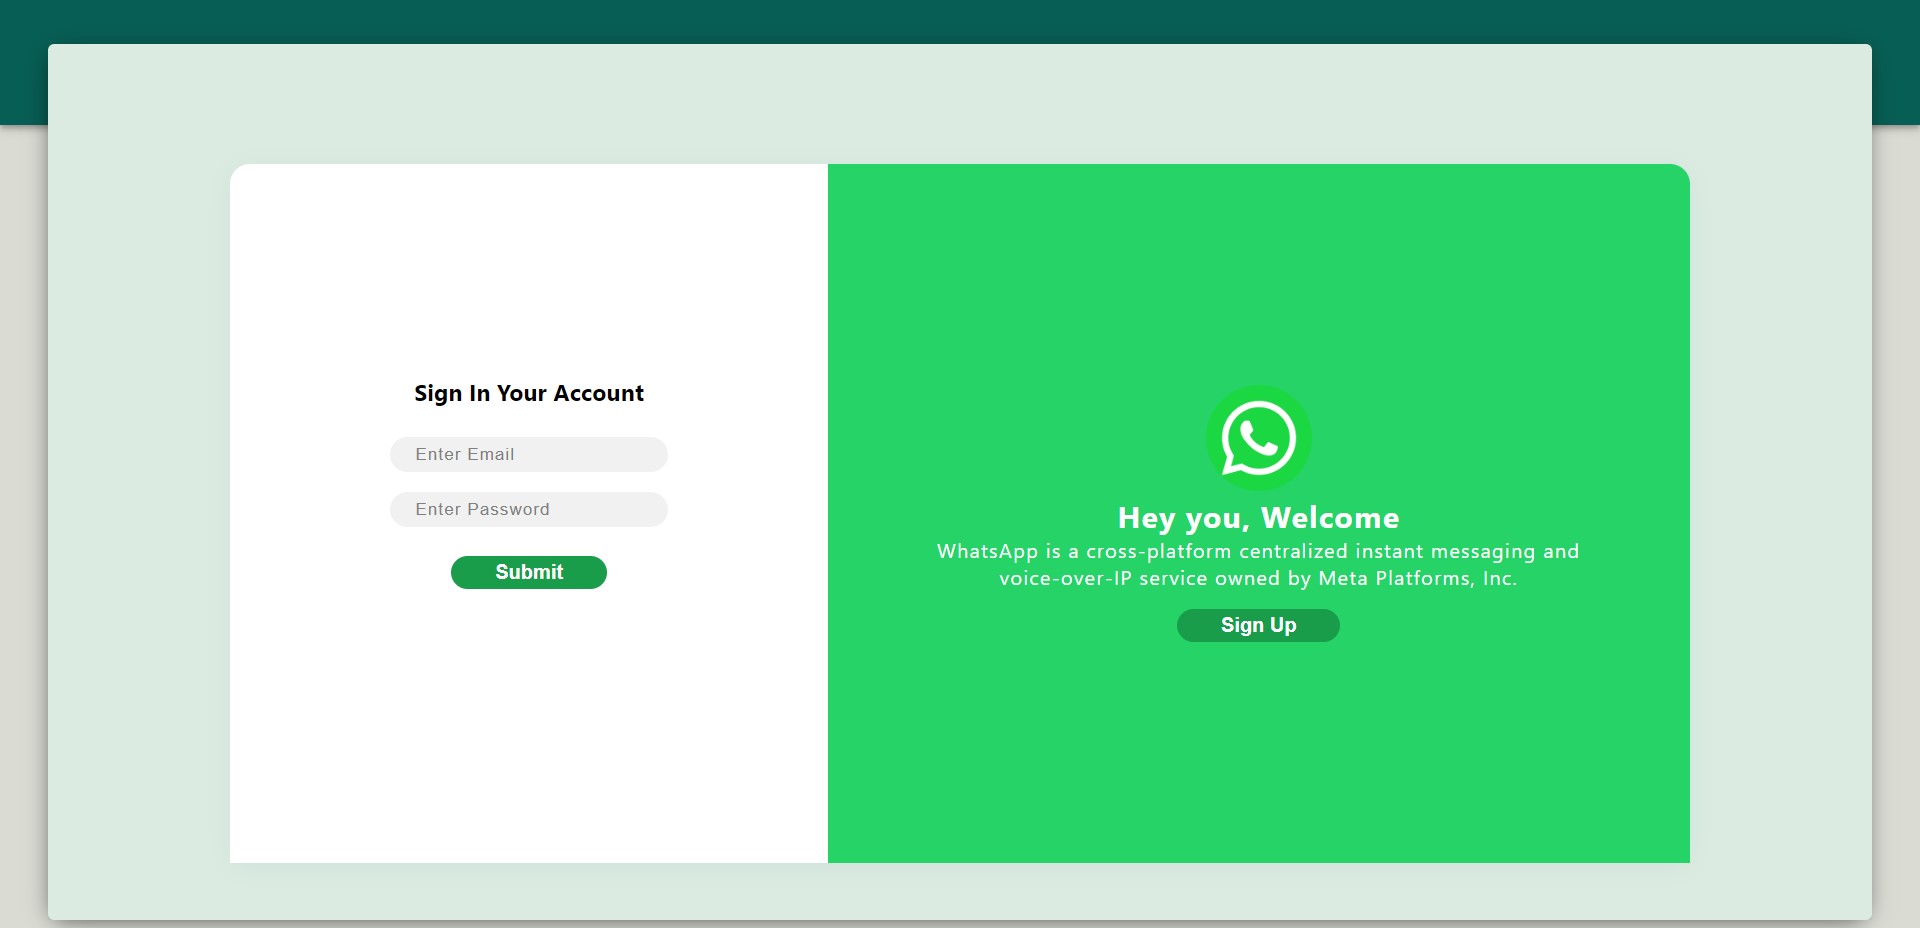 Sign In Your Account
Enter Email
Enter Password
Submit
Hey you, Welcome
WhatsApp is a cross-platform centralized instant messaging and
voice-over-IP service owned by Meta Platforms, Inc.
Sign Up